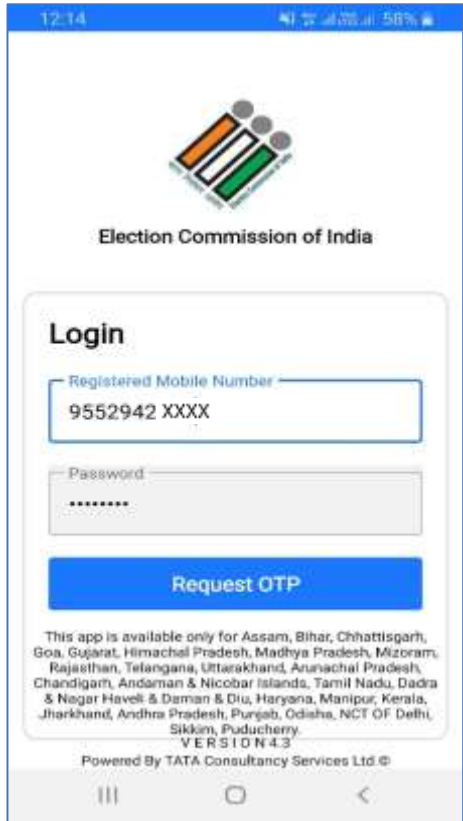 12:14
58%
Election Commission of India
Login
Registered Mobile Number
9552942 XXXX
Password
Request OTP
This app is available only for Assam, Bihar, Chhattisgarh,
Goa, Gujarat, Himachal Pradesh, Madhya Pradesh, Mizoram,
Rajasthan, Telangana, Uttarakhand, Arunachal Pradesh,
Chandigarh, Andaman & Nicobar Islands, Tamil Nadu, Dadra
& Nagar Haveli & Daman & Diu, Haryana, Manipur, Kerala,
Jharkhand, Andhra Pradesh, Punjab, Odisha, NCT OF Delhi,
Sikkim, Puducherry.
VERSION 4.3
Powered By TATA Consultancy Services Ltd ©